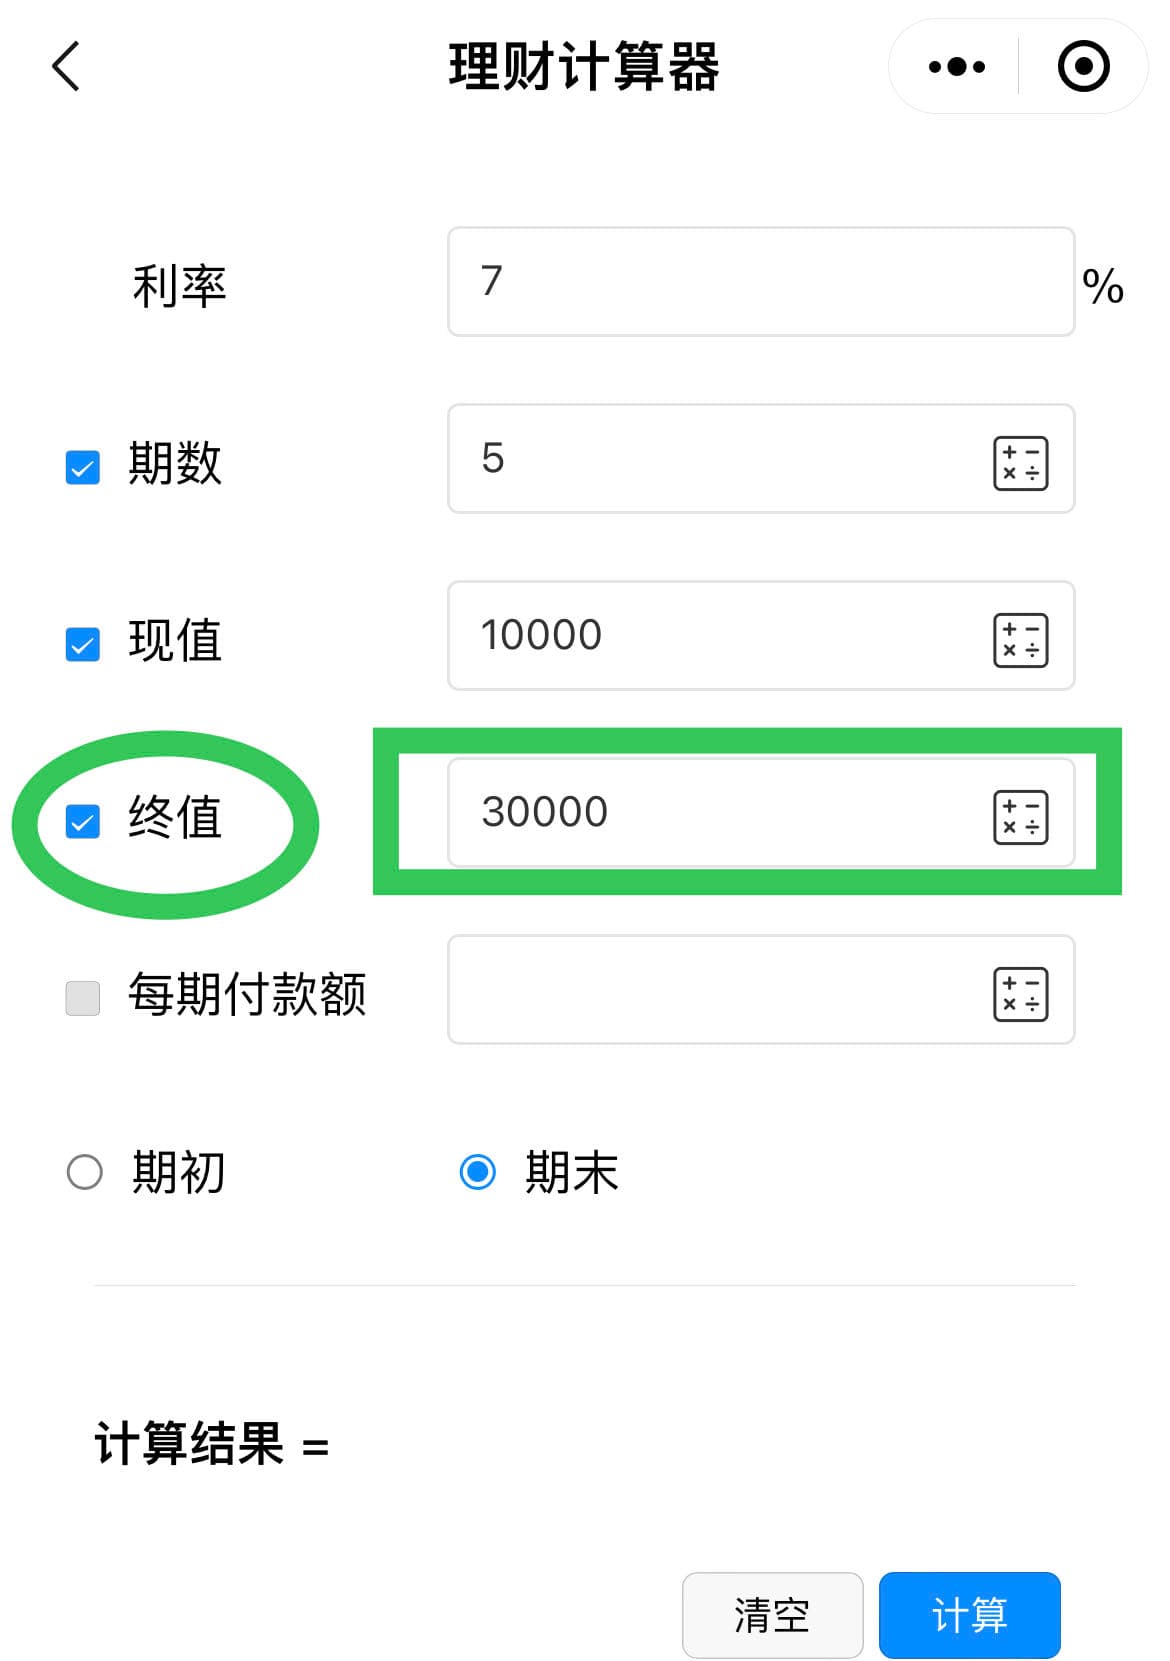 理财计算器
利率 7 %
期数 5
现值 10000
终值 30000
每期付款额
期初 期末
计算结果 =
清空 计算